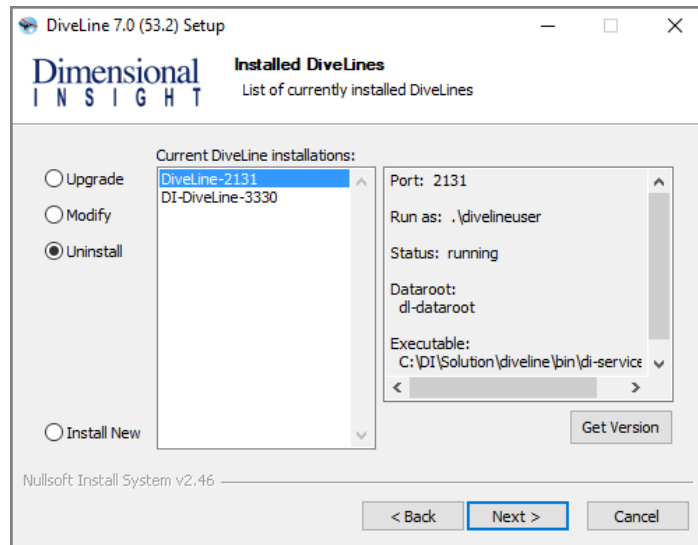 DiveLine 7.0 (53.2) Setup
Dimensional
INSIGHT
Installed DiveLines
List of currently installed DiveLines
Current DiveLine installations:
Upgrade
Modify
Uninstall
Install New
DiveLine-2131
DI-DiveLine-3330
Port: 2131
Run as: .\divelineuser
Status: running
Dataroot:
dl-dataroot
Executable:
C:\DI\Solution\diveline\bin\di-service
Get Version
Nullsoft Install System v2.46
< Back
Next >
Cancel